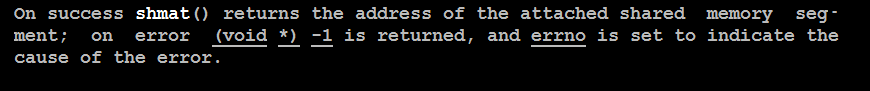 On success shmat() returns the address of the attached shared memory seg-
ment; on error (void *) -1 is returned, and errno is set to indicate the
cause of the error.